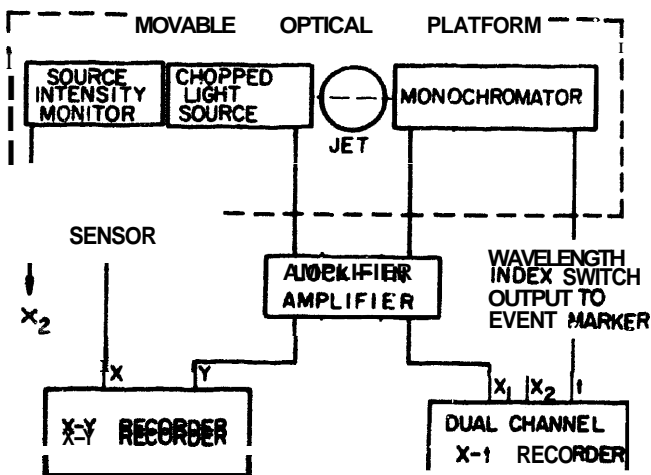 MOVABLE OPTICAL PLATFORM
SOURCE
INTENSITY
MONITOR
CHOPPED
LIGHT
SOURCE
JET
MONOCHROMATOR
SENSOR
X2
AMPLIFIER
WAVELENGTH
INDEX SWITCH
OUTPUT TO
EVENT MARKER
X
Y
X1
X2
t
X-Y RECORDER
DUAL CHANNEL
X-t RECORDER